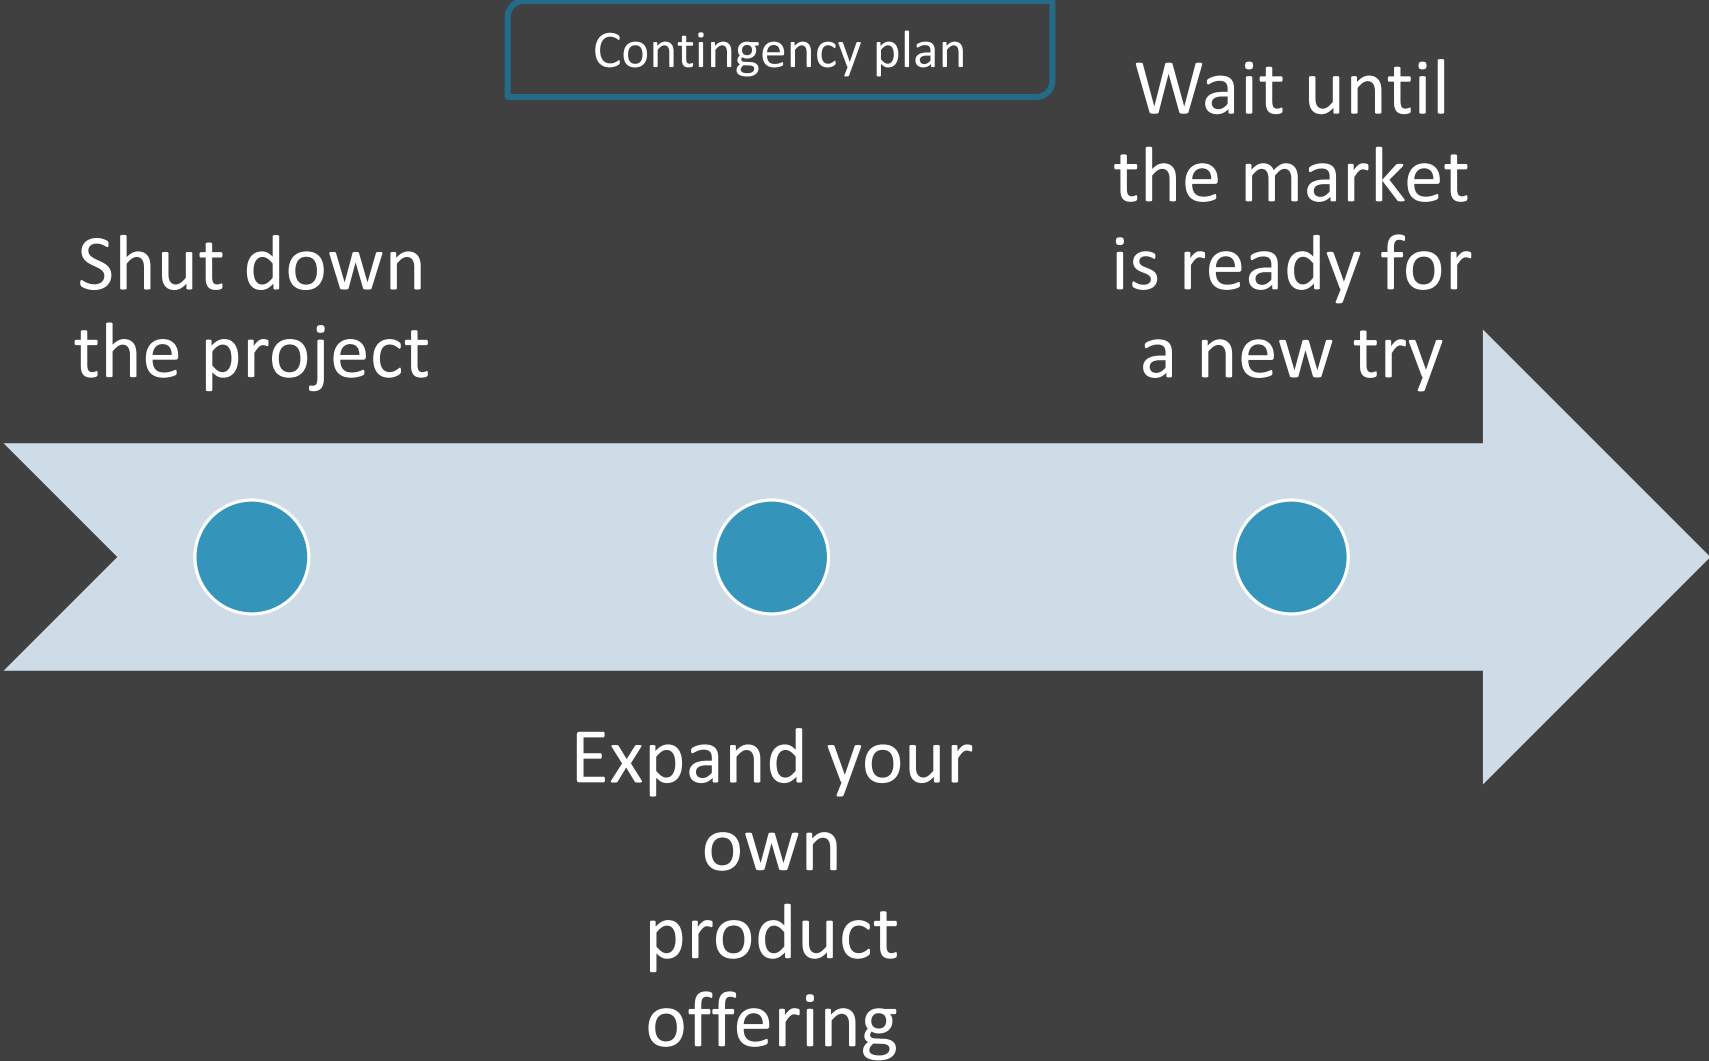 Contingency plan
Shut down
the project
Expand your
own
product
offering
Wait until
the market
is ready for
a new try